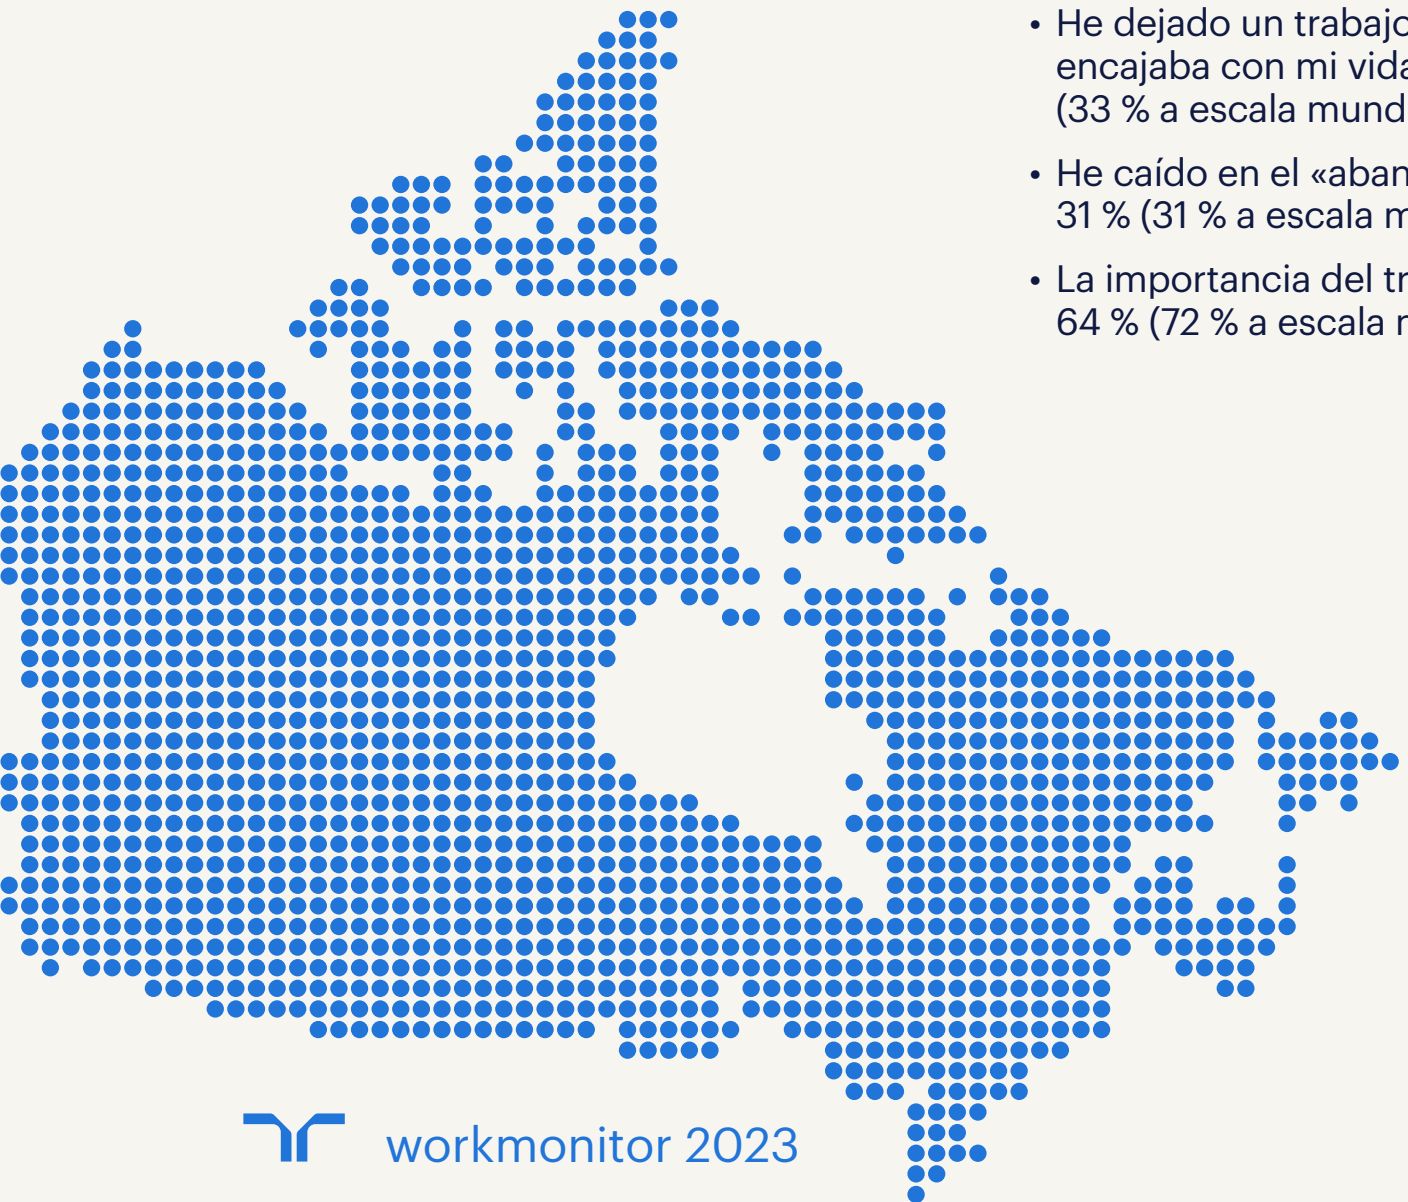 • He dejado un trabajo
encajaba con mi vida
(33 % a escala mund
• He caído en el «aban
31 % (31 % a escala m
• La importancia del tr
64 % (72 % a escala
workmonitor 2023